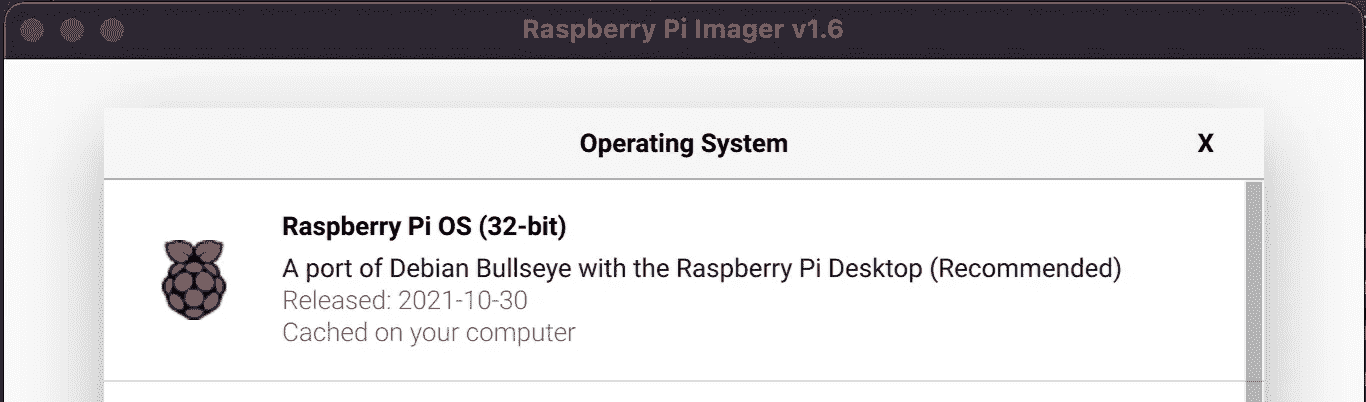 Raspberry Pi Imager v1.6
Operating System X
Raspberry Pi OS (32-bit)
A port of Debian Bullseye with the Raspberry Pi Desktop (Recommended)
Released: 2021-10-30
Cached on your computer